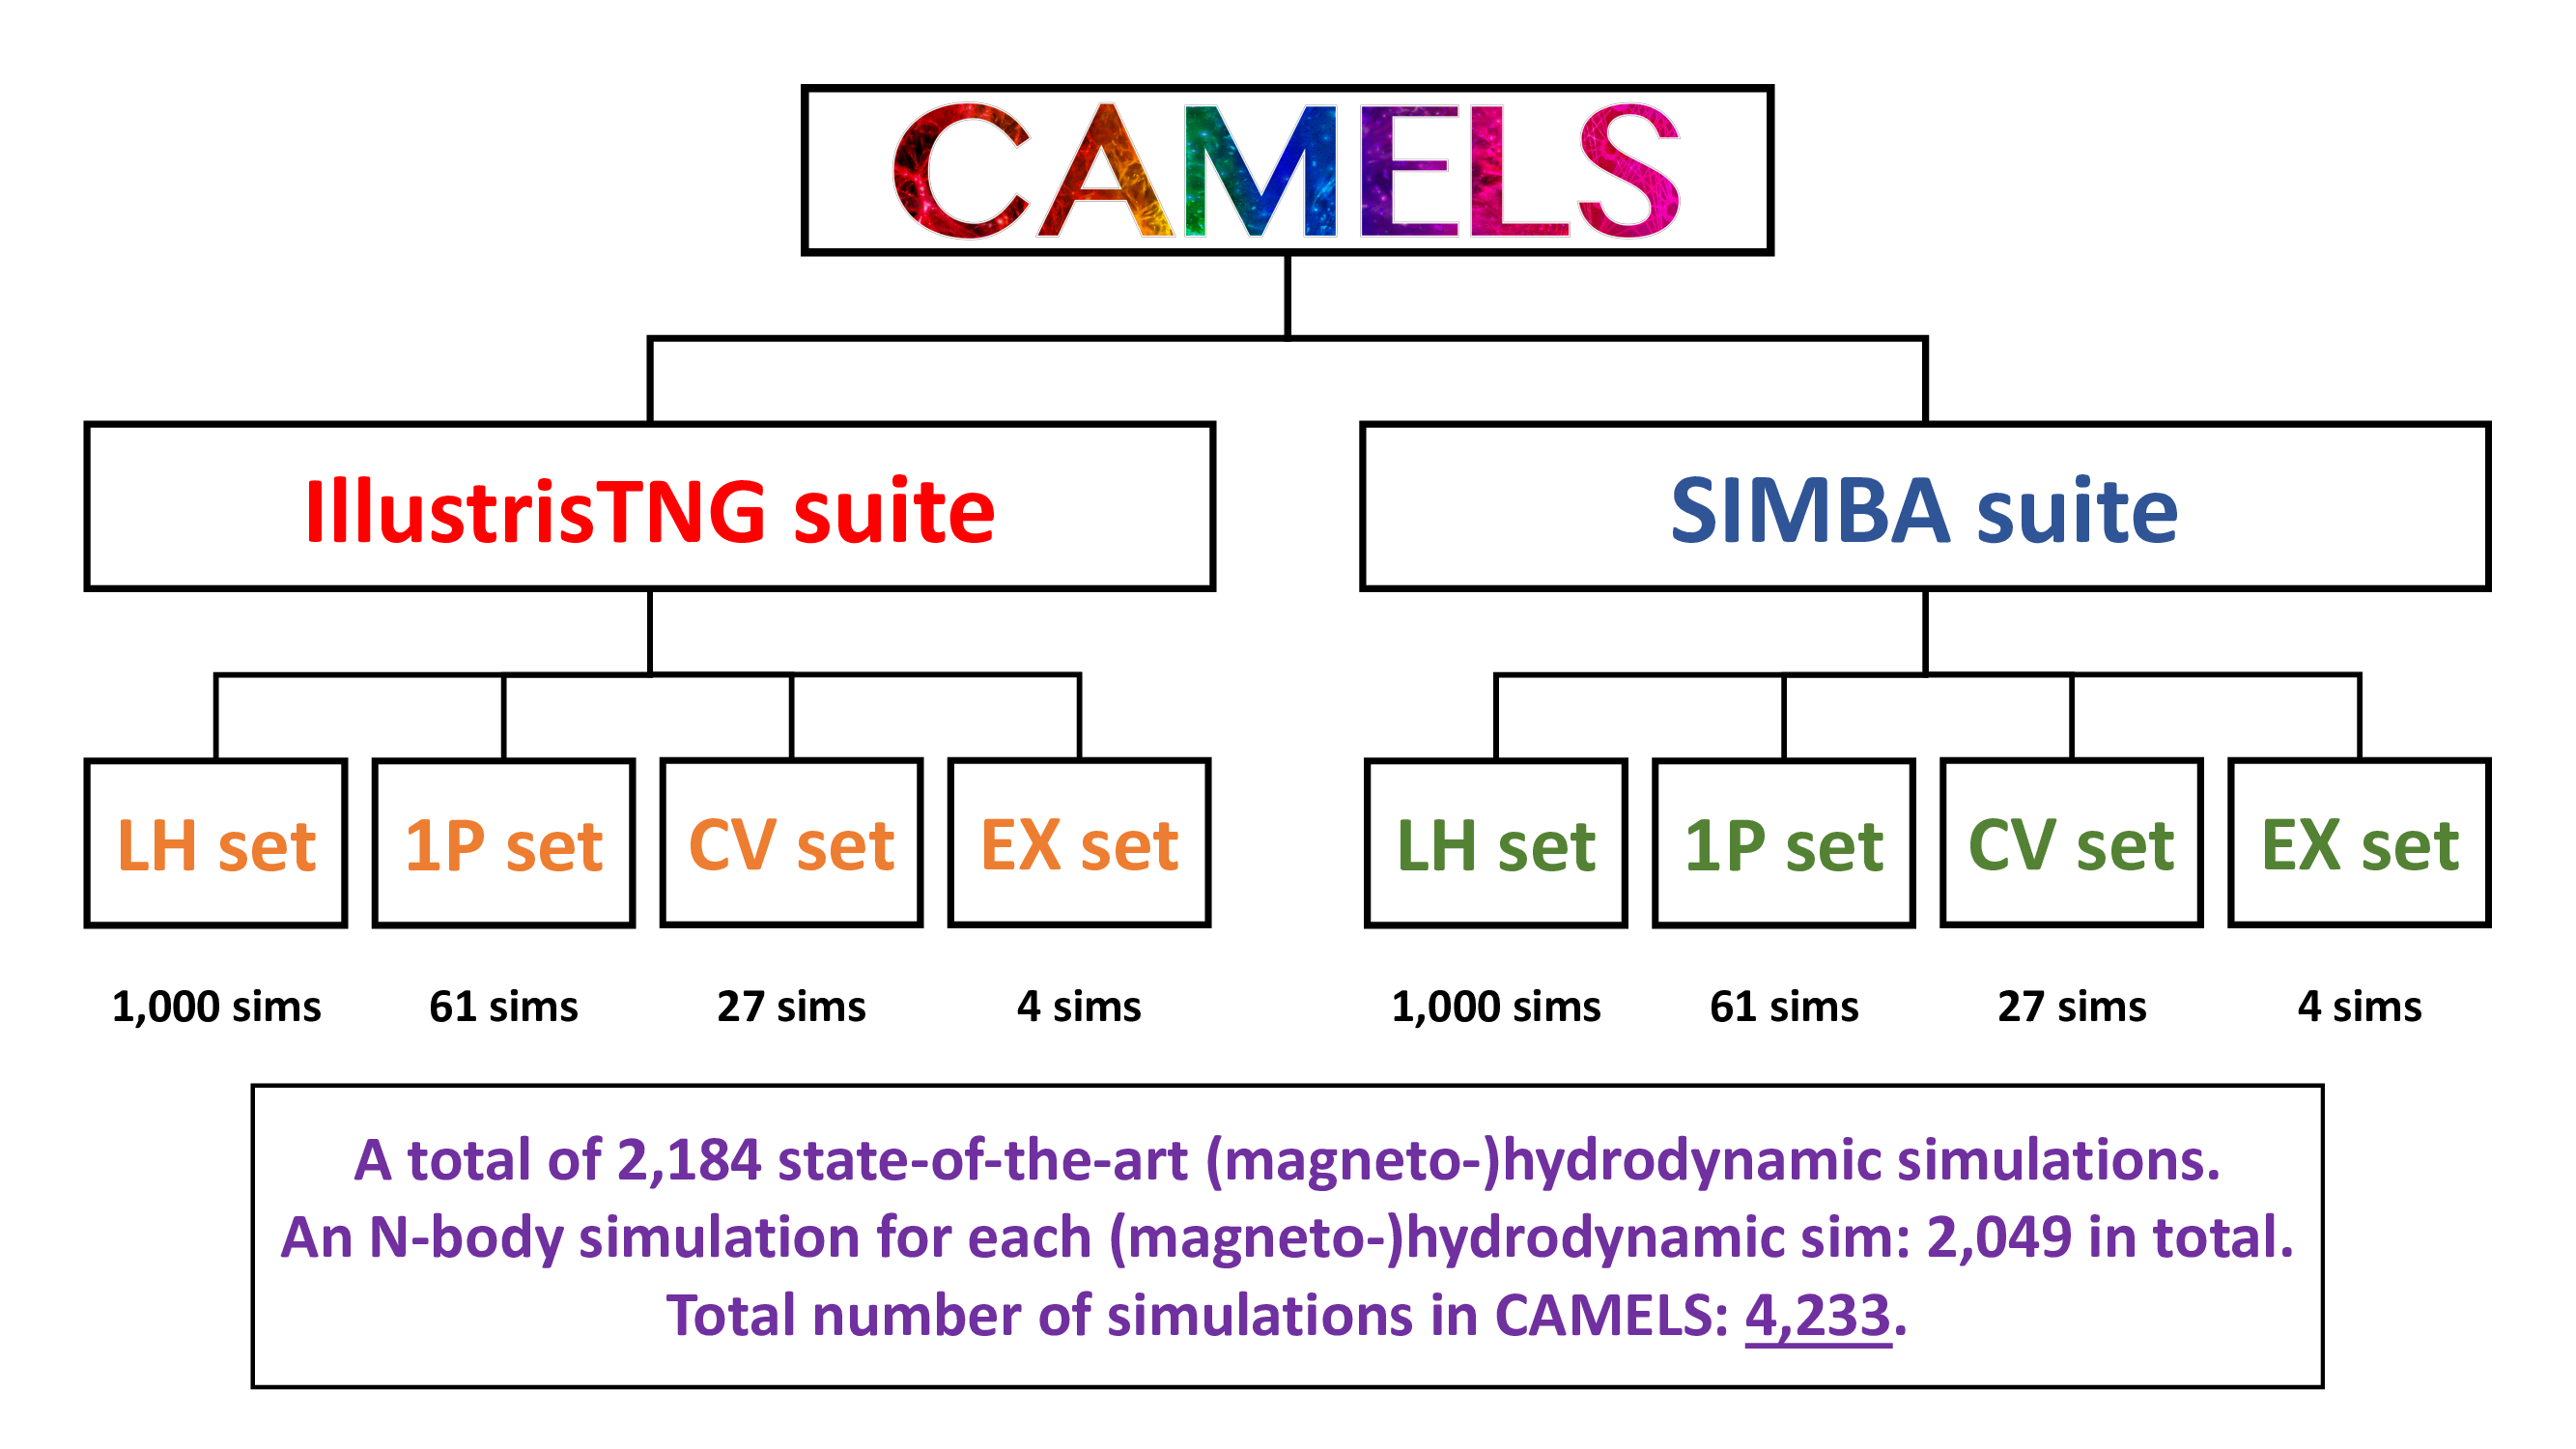 CAMELS
IllustrisTNG suite
SIMBA suite
LH set
1P set
CV set
EX set
LH set
1P set
CV set
EX set
1,000 sims
61 sims
27 sims
4 sims
1,000 sims
61 sims
27 sims
4 sims
A total of 2,184 state-of-the-art (magneto-)hydrodynamic simulations.
An N-body simulation for each (magneto-)hydrodynamic sim: 2,049 in total.
Total number of simulations in CAMELS: 4,233.